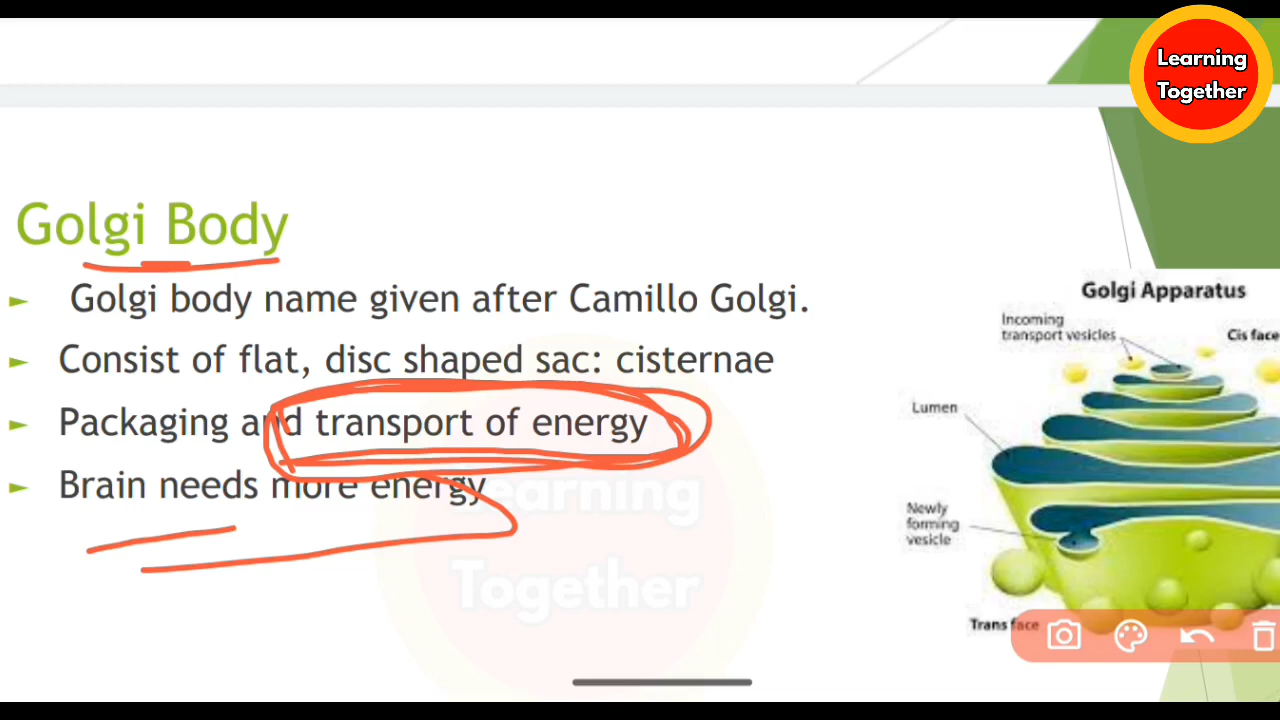 Learning
Together
Golgi Body
► Golgi body name given after Camillo Golgi.
► Consist of flat, disc shaped sac: cisternae
► Packaging and transport of energy
► Brain needs more energy
Learning
Together
Golgi Apparatus
Incoming
transport vesicles
Cis face
Lumen
Newly
forming
vesicle
Trans face